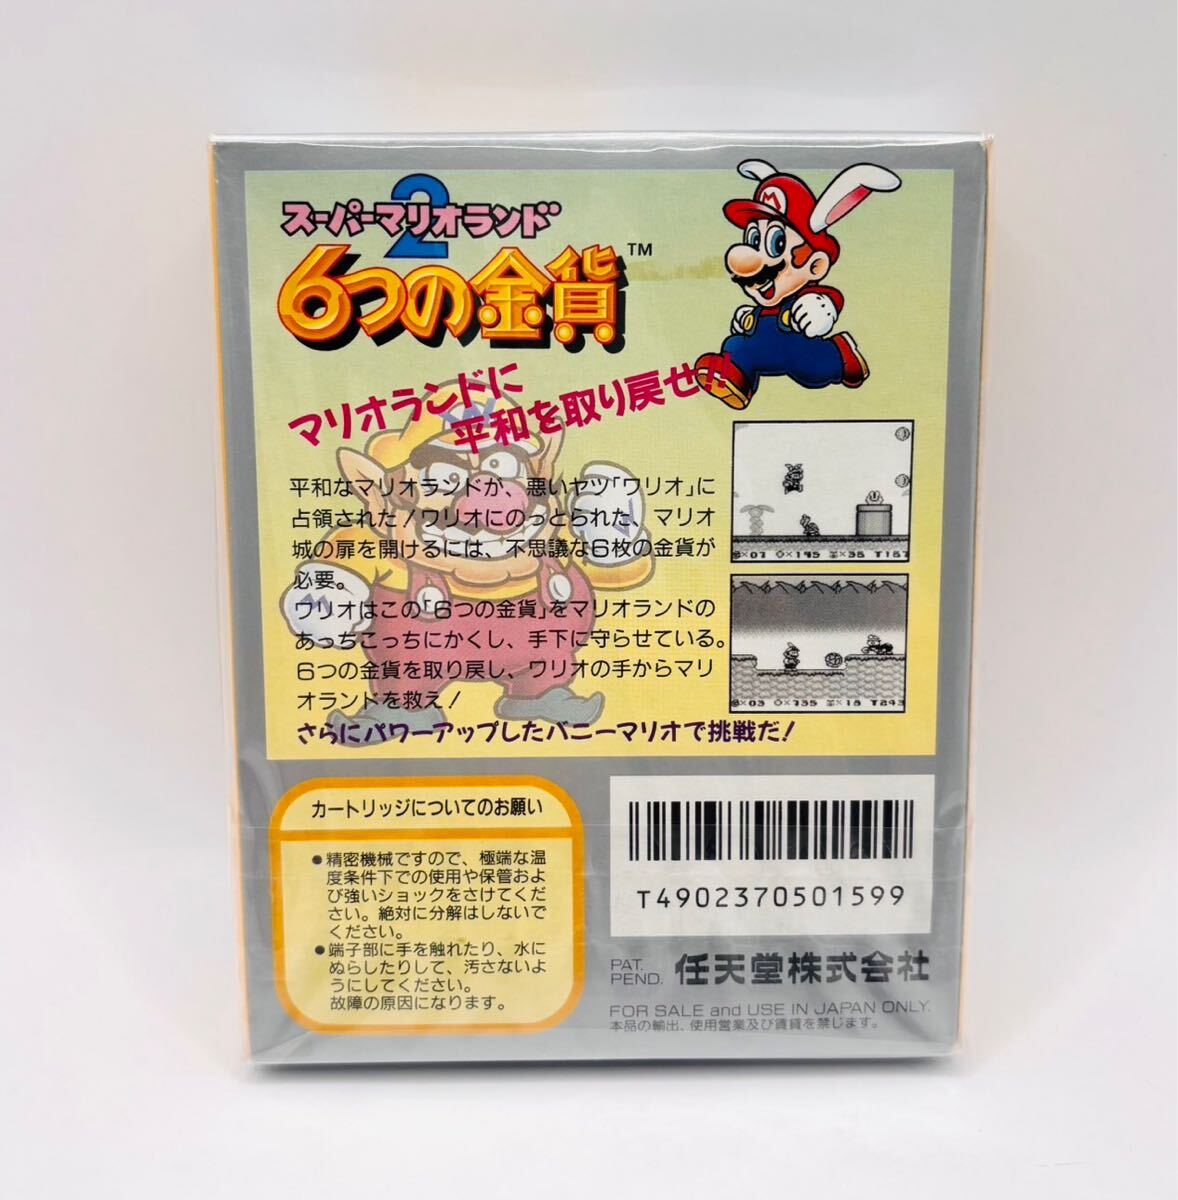 スーパーマリオランド2
6つの金貨™
マリオランドに
平和を取り戻せ!!
平和なマリオランドが、悪いヤツ「ワリオ」に
占領された!ワリオにのっとられた、マリオ
城の扉を開けるには、不思議な6枚の金貨が
必要。
ワリオはこの「6つの金貨」をマリオランドの
あっちこっちにかくし、手下に守らせている。
6つの金貨を取り戻し、ワリオの手からマリ
オランドを救え!
さらにパワーアップしたバニーマリオで挑戦だ!
×07 ×195 ×38 T187
×03 ×735 ×18 T243
カートリッジについてのお願い
●精密機械ですので、極端な温
度条件下での使用や保管およ
び強いショックをさけてくだ
さい。絶対に分解はしないで
ください。
●端子部に手を触れたり、水に
ぬらしたりして、汚さないよ
うにしてください。
故障の原因になります。
T4902370501599
PAT.
PEND. 任天堂株式会社
FOR SALE and USE IN JAPAN ONLY.
本品の輸出、使用営業及び賃貸を禁じます。